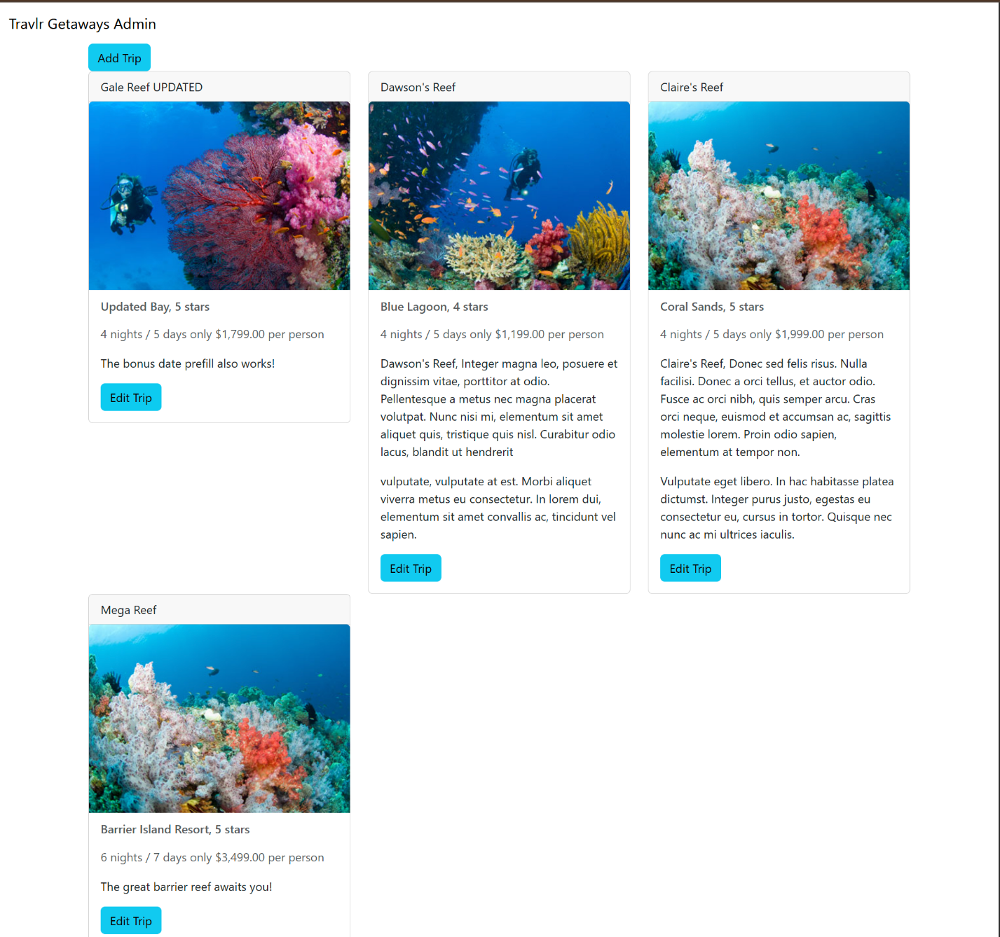 Travlr Getaways Admin
Add Trip
Gale Reef UPDATED
Updated Bay, 5 stars
4 nights / 5 days only $1,799.00 per person
The bonus date prefill also works!
Edit Trip
Dawson's Reef
Blue Lagoon, 4 stars
4 nights / 5 days only $1,199.00 per person
Dawson's Reef, Integer magna leo, posuere et
dignissim vitae, porttitor at odio.
Pellentesque a metus nec magna placerat
volutpat. Nunc nisi mi, elementum sit amet
aliquet quis, tristique quis nisl. Curabitur odio
lacus, blandit ut hendrerit
vulputate, vulputate at est. Morbi aliquet
viverra metus eu consectetur. In lorem dui,
elementum sit amet convallis ac, tincidunt vel
sapien.
Edit Trip
Claire's Reef
Coral Sands, 5 stars
4 nights / 5 days only $1,999.00 per person
Claire's Reef, Donec sed felis risus. Nulla
facilisi. Donec a orci tellus, et auctor odio.
Fusce ac orci nibh, quis semper arcu. Cras
orci neque, euismod et accumsan ac, sagittis
molestie lorem. Proin odio sapien,
elementum at tempor non.
Vulputate eget libero. In hac habitasse platea
dictumst. Integer purus justo, egestas eu
consectetur eu, cursus in tortor. Quisque nec
nunc ac mi ultrices iaculis.
Edit Trip
Mega Reef
Barrier Island Resort, 5 stars
6 nights / 7 days only $3,499.00 per person
The great barrier reef awaits you!
Edit Trip